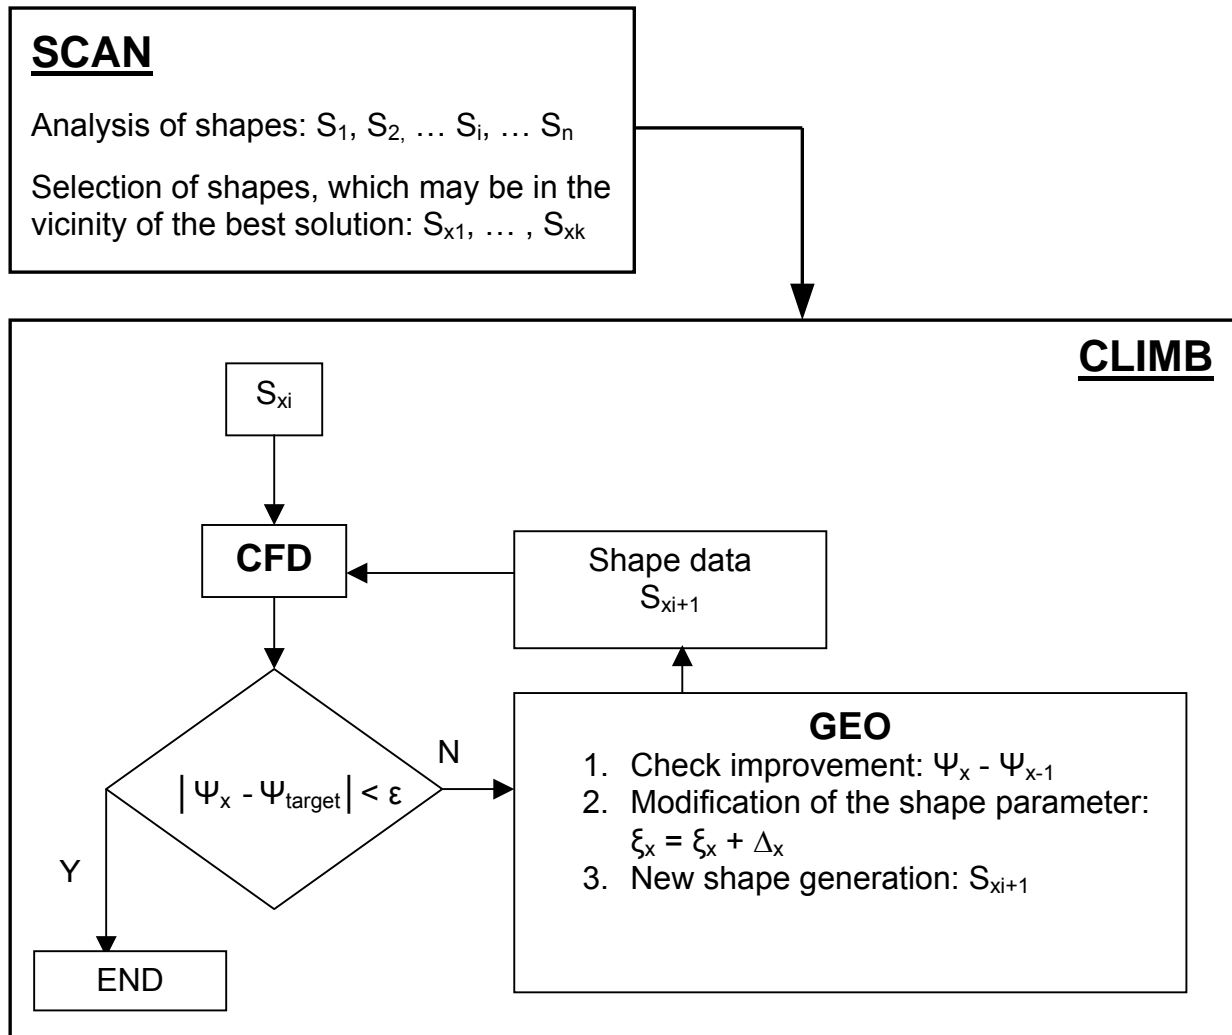 SCAN
Analysis of shapes: S₁, S₂, … Sᵢ, … Sₙ
Selection of shapes, which may be in the
vicinity of the best solution: Sₓ₁, … , Sₓₖ
CLIMB
Sₓᵢ
CFD
Shape data
Sₓᵢ₊₁
| Ψₓ - Ψtarget | < ε
N
Y
END
GEO
1. Check improvement: Ψₓ - Ψₓ₋₁
2. Modification of the shape parameter:
ξₓ = ξₓ + Δₓ
3. New shape generation: Sₓᵢ₊₁